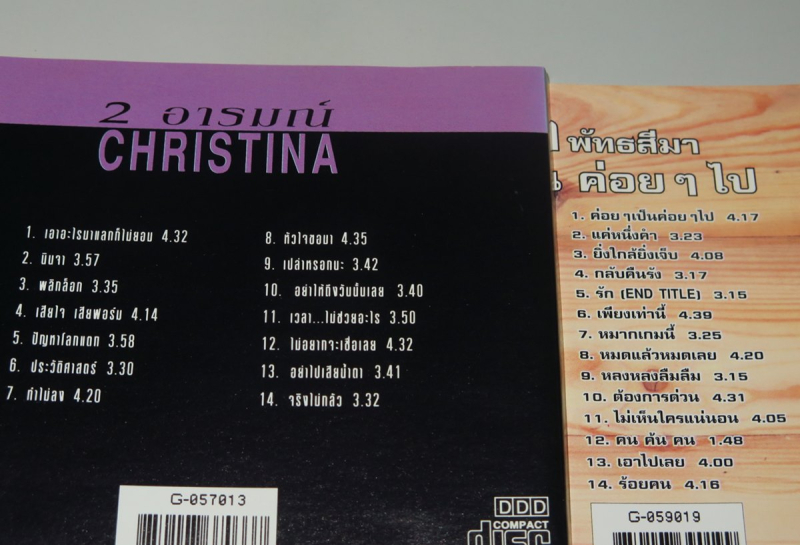 2 อารมณ์
CHRISTINA
1. เอาอะไรมาแลกก็ไม่ยอม 4.32
2. นินจา 3.57
3. พลิกล็อก 3.35
4. เสียใจ เสียฟอร์ม 4.14
5. ปัญหาโลกแตก 3.58
6. ประวัติศาสตร์ 3.30
7. ทำไม่ลง 4.20
8. หัวใจขอมา 4.35
9. เปล่าหรอกนะ 3.42
10. อย่าให้ถึงวันนั้นเลย 3.40
11. เวลา...ไม่ช่วยอะไร 3.50
12. ไม่อยากจะเชื่อเลย 4.32
13. อย่าไปเสียน้ำตา 3.41
14. จริงไม่กลัว 3.32
G-057013
DDD
COMPACT
disc
พัทธสีมา
ค่อย ๆ ไป
1. ค่อย ๆเป็นค่อย ๆไป 4.17
2. แค่หนึ่งคำ 3.23
3. ยิ่งใกล้ยิ่งเจ็บ 4.08
4. กลับคืนรัง 3.17
5. รัก (END TITLE) 3.15
6. เพียงเท่านี้ 4.39
7. หมากเกมนี้ 3.25
8. หมดแล้วหมดเลย 4.20
9. หลงหลงลืมลืม 3.15
10. ต้องการด่วน 4.31
11. ไม่เห็นใครแน่นอน 4.05
12. คน ค้น คน 1.48
13. เอาไปเลย 4.00
14. ร้อยคน 4.16
G-059019